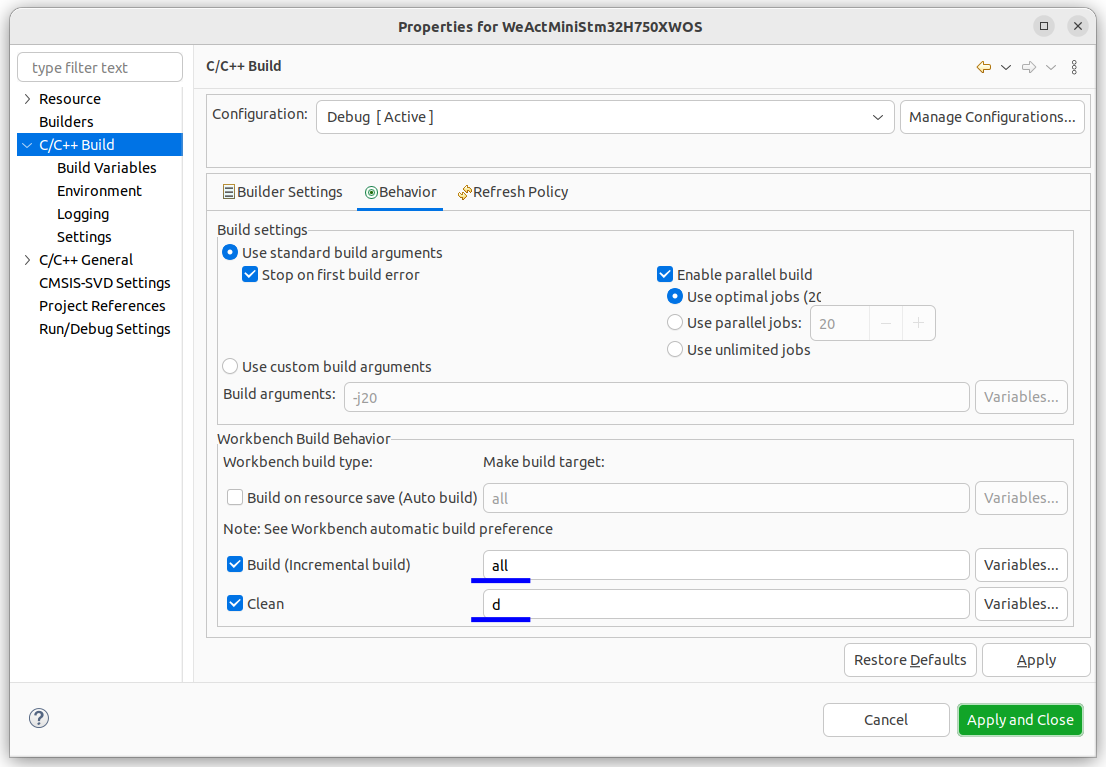 Properties for WeActMiniStm32H750XWOS
type filter text
C/C++ Build
Resource
Builders
C/C++ Build
Build Variables
Environment
Logging
Settings
C/C++ General
CMSIS-SVD Settings
Project References
Run/Debug Settings
Configuration: Debug [ Active ] Manage Configurations...
Builder Settings Behavior Refresh Policy
Build settings
Use standard build arguments
Stop on first build error Enable parallel build
Use optimal jobs (20
Use parallel jobs: 20
Use unlimited jobs
Use custom build arguments
Build arguments: -j20 Variables...
Workbench Build Behavior
Workbench build type: Make build target:
Build on resource save (Auto build) all Variables...
Note: See Workbench automatic build preference
Build (Incremental build) all Variables...
Clean d Variables...
Restore Defaults Apply
? Cancel Apply and Close